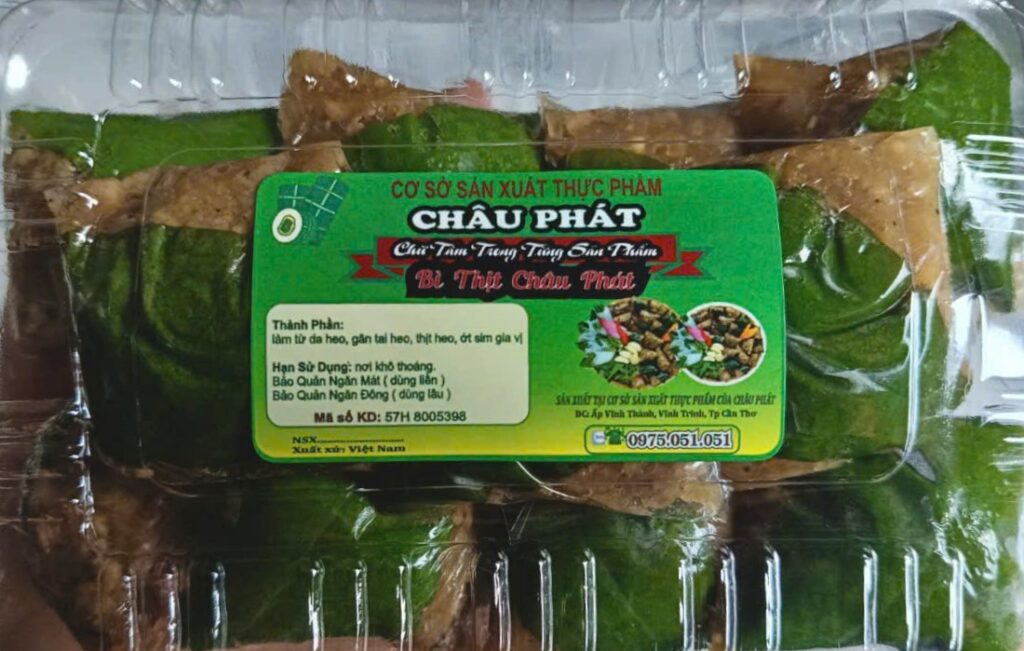 CƠ SỞ SẢN XUẤT THỰC PHẨM
CHÂU PHÁT
Chữ Tâm Trong Từng Sản Phẩm
Bì Thịt Châu Phát
Thành Phần:
làm từ da heo, gân tai heo, thịt heo, ớt sim gia vị
Hạn Sử Dụng: nơi khô thoáng.
Bảo Quản Ngăn Mát ( dùng liền )
Bảo Quản Ngăn Đông ( dùng lâu )
Mã số KD: 57H 8005398
NSX..............................
Xuất xứ: Việt Nam
SẢN XUẤT TẠI CƠ SỞ SẢN XUẤT THỰC PHẨM CỦA CHÂU PHÁT
ĐC: Ấp Vĩnh Thành, Vĩnh Trinh, Tp Cần Thơ
0975.051.051